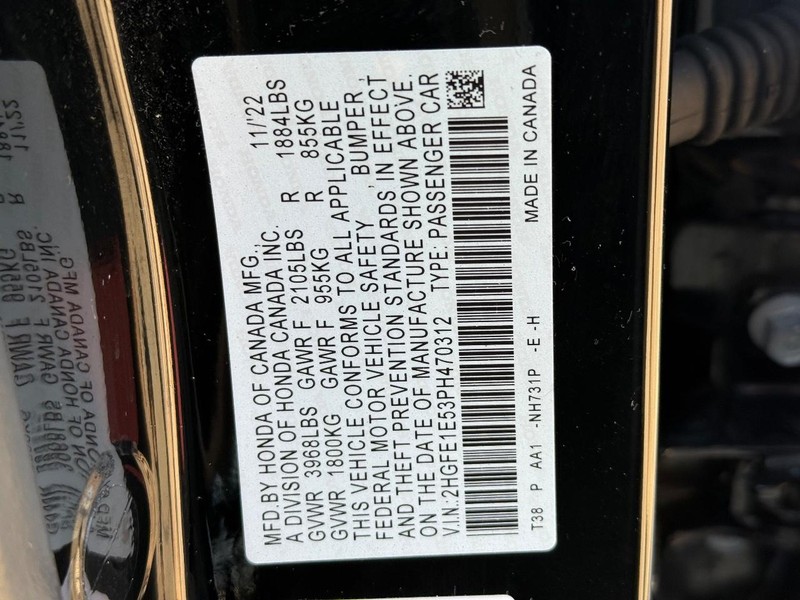 MFD.BY HONDA OF CANADA MFG., 11/22
A DIVISION OF HONDA CANADA INC.
GVWR 3968LBS GAWR F 2105LBS R 1884LBS
GVWR 1800KG GAWR F 955KG R 855KG
THIS VEHICLE CONFORMS TO ALL APPLICABLE
FEDERAL MOTOR VEHICLE SAFETY, BUMPER,
AND THEFT PREVENTION STANDARDS, IN EFFECT
ON THE DATE OF MANUFACTURE SHOWN ABOVE.
V.I.N.:2HGFE1E53PH470312 TYPE: PASSENGER CAR
T38 P AA1 -NH731P -E -H MADE IN CANADA